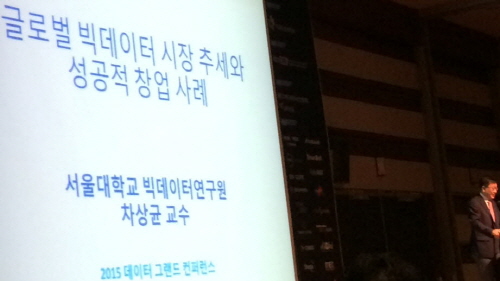 글로벌 빅데이터 시장 추세와
성공적 창업 사례
서울대학교 빅데이터연구원
차상균 교수
2015 데이터 그랜드 컨퍼런스